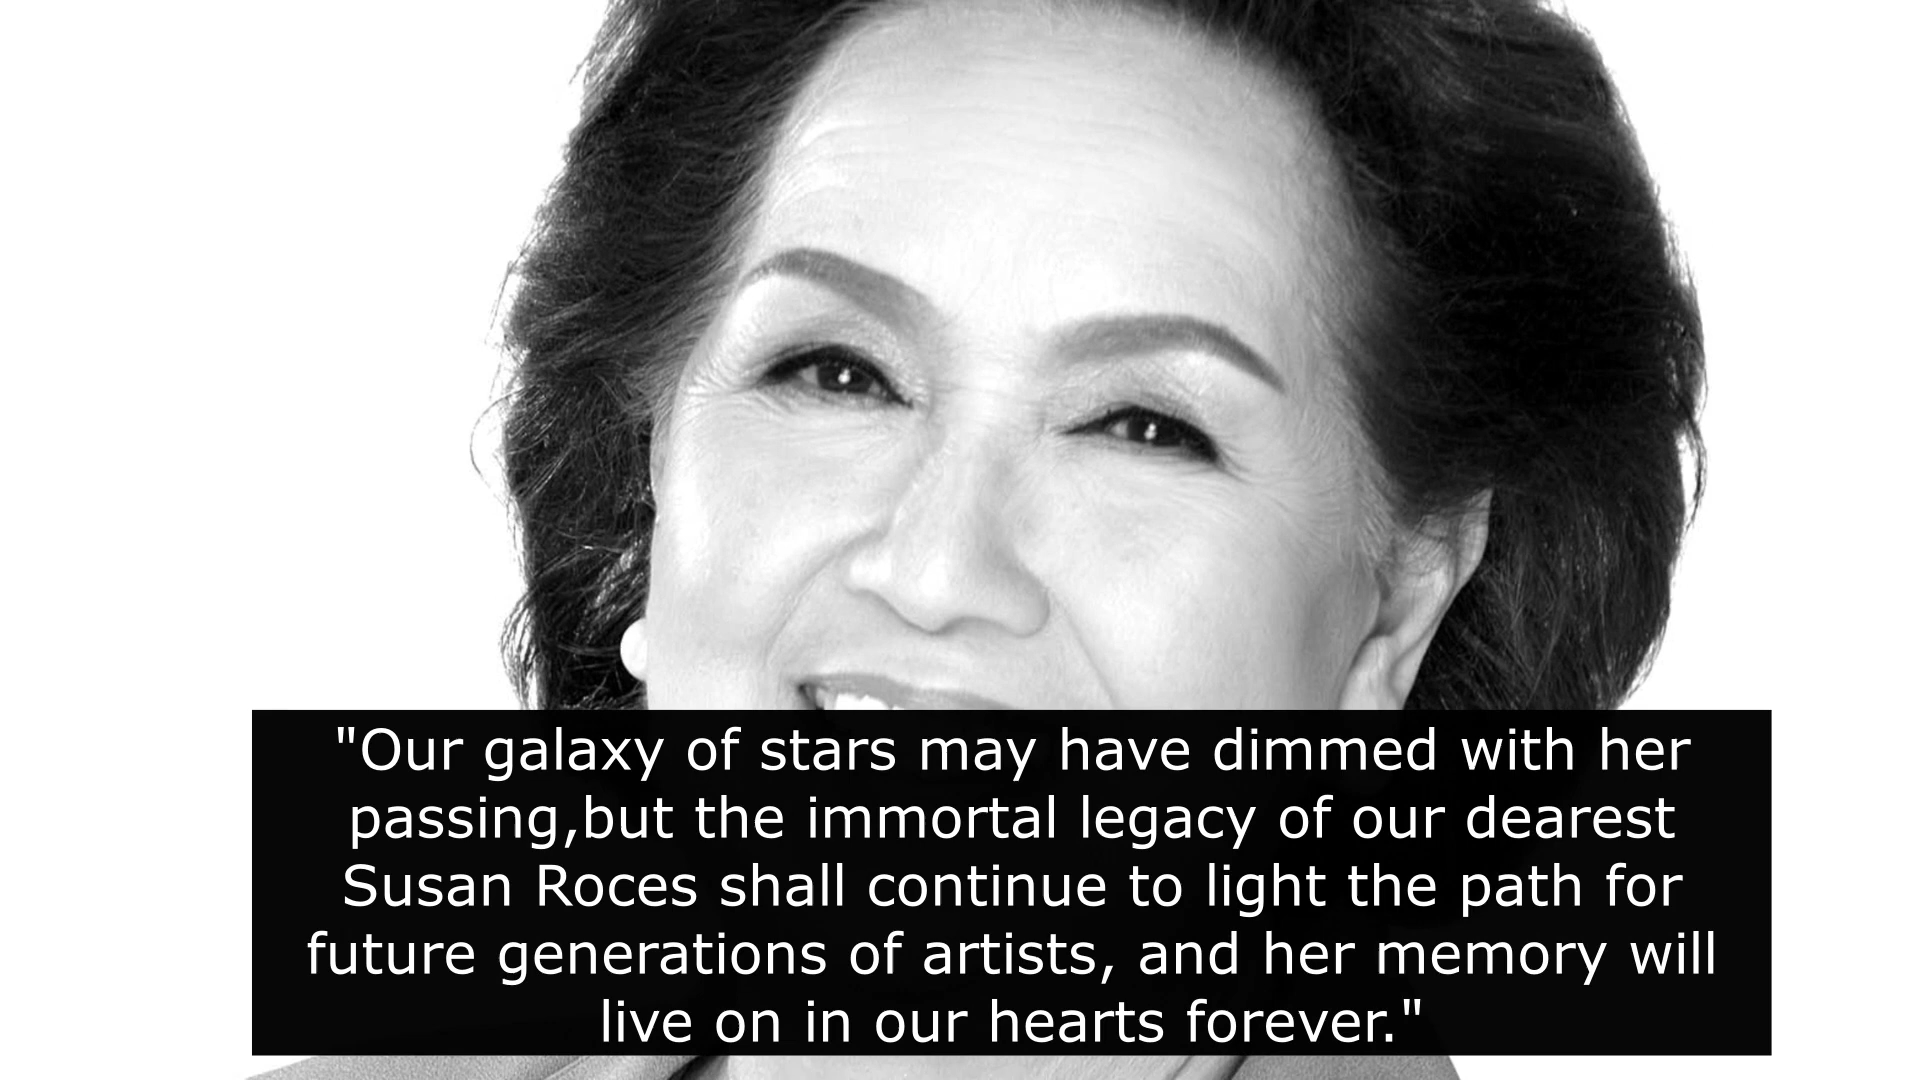 "Our galaxy of stars may have dimmed with her
passing,but the immortal legacy of our dearest
Susan Roces shall continue to light the path for
future generations of artists, and her memory will
live on in our hearts forever."